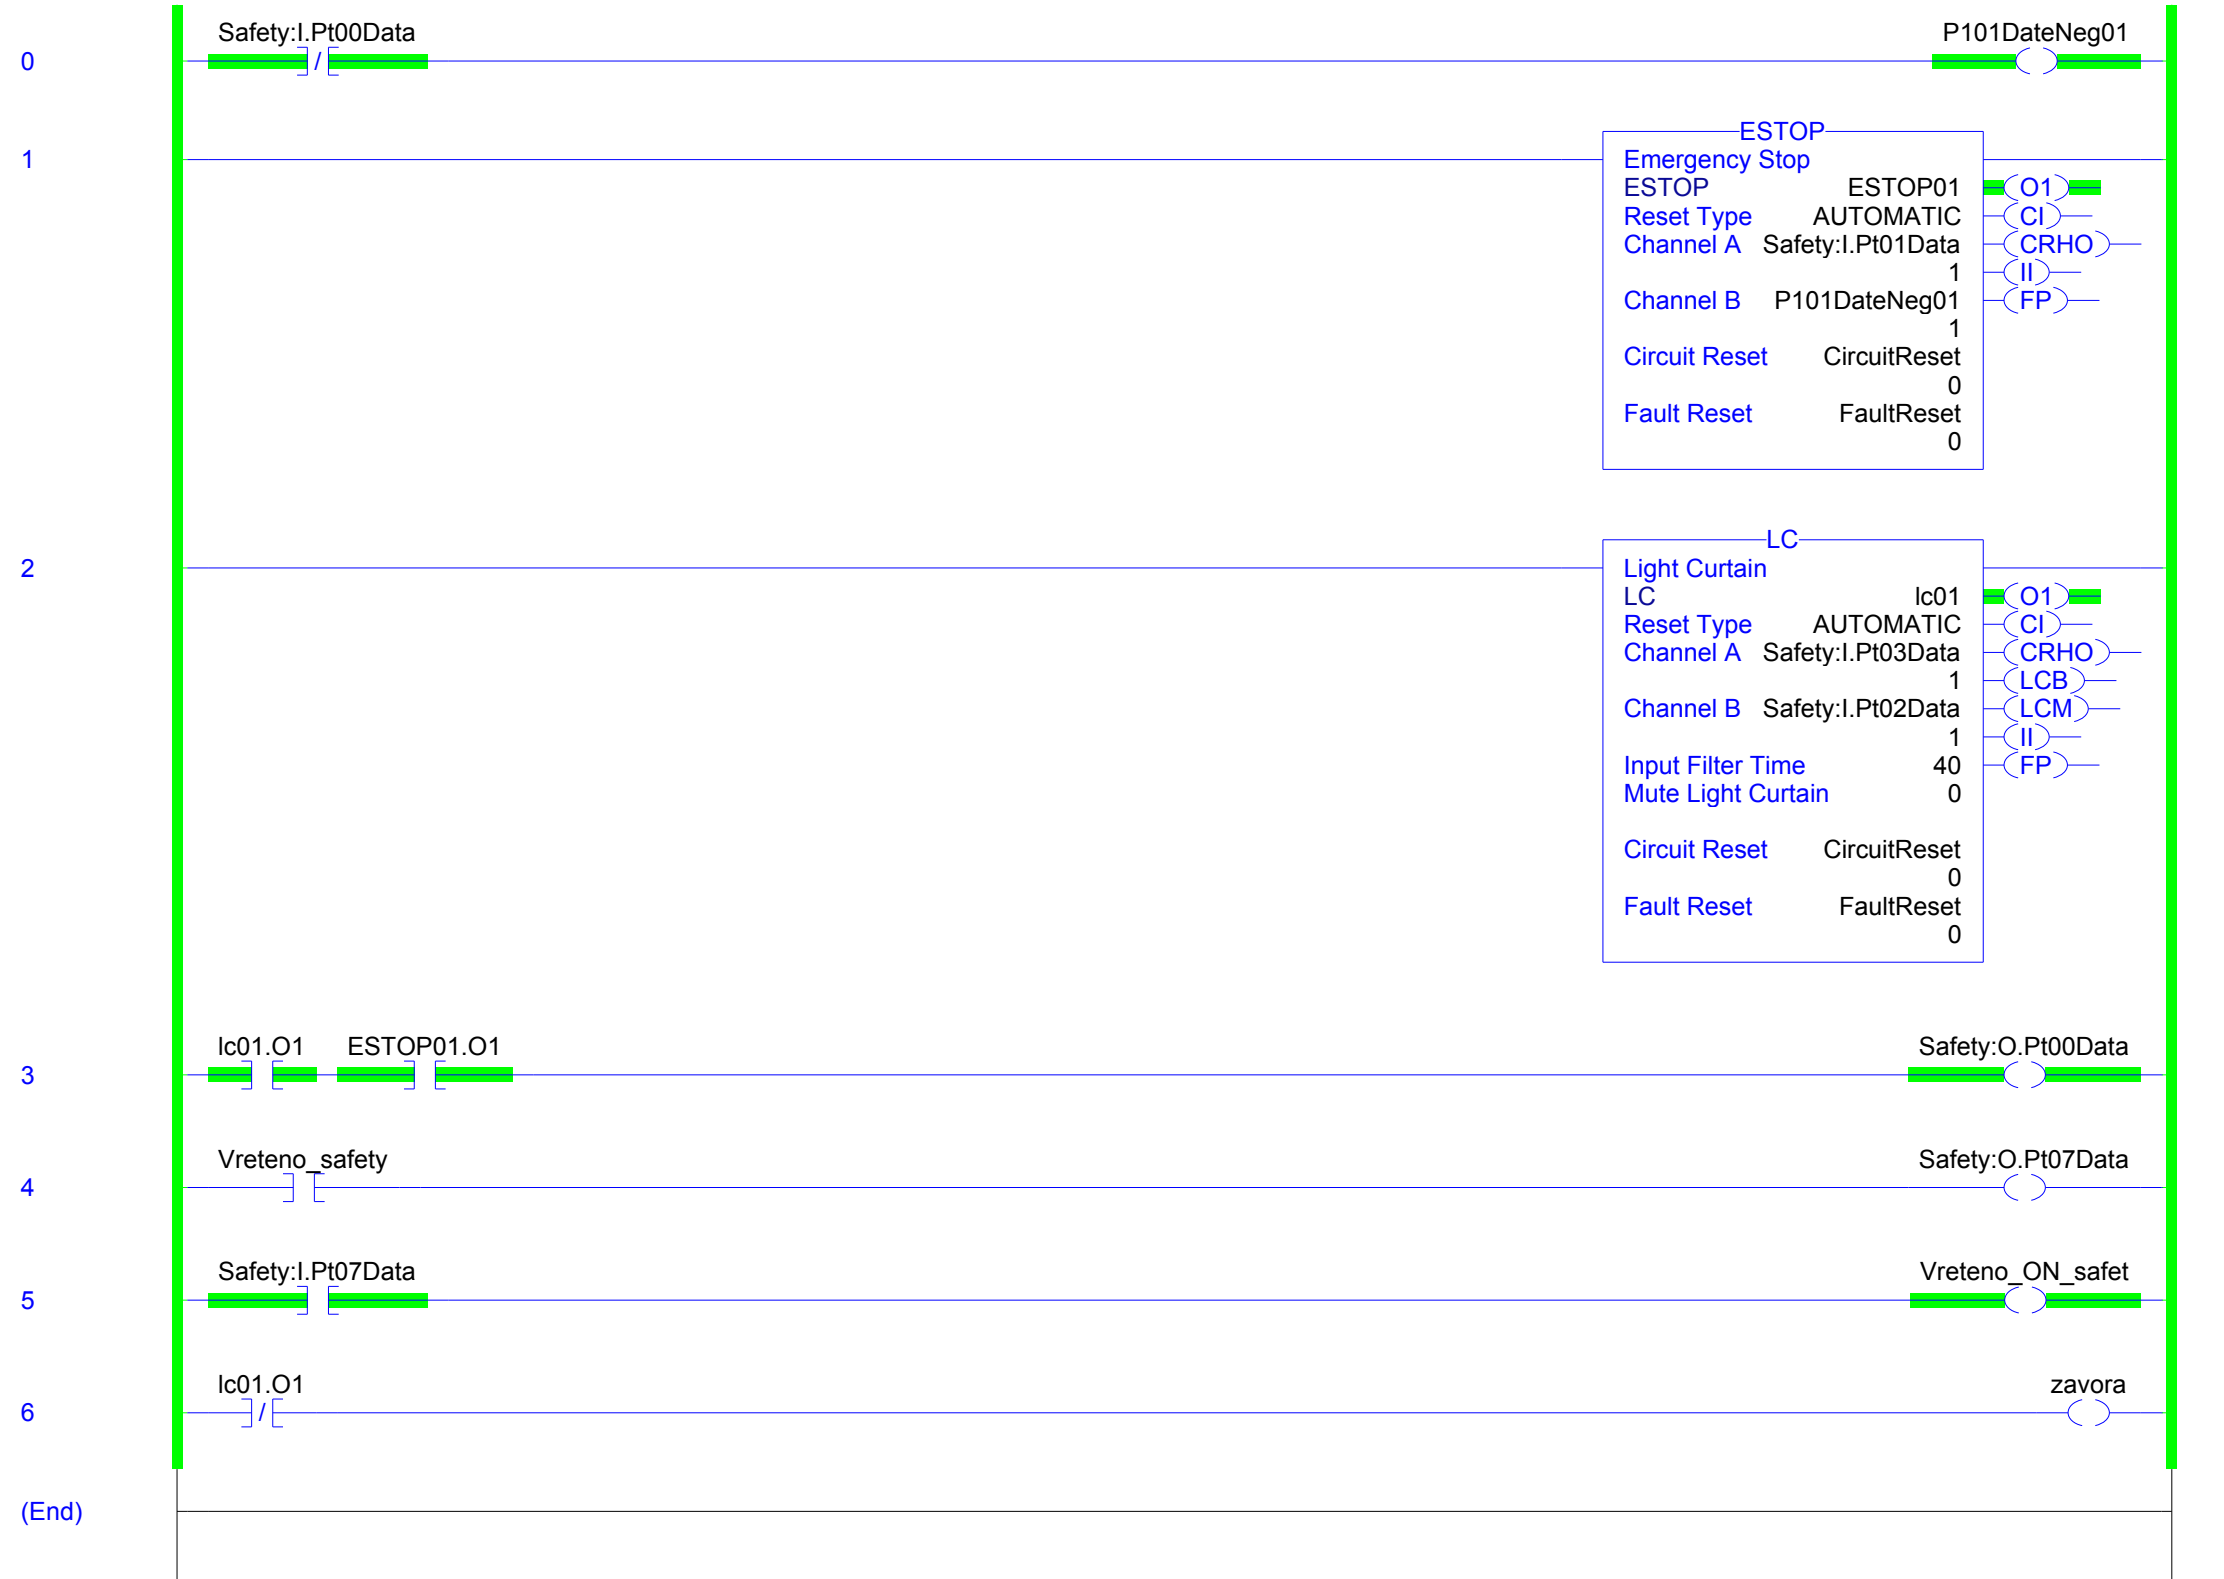 Safety:I.Pt00Data P101DateNeg01
0 /
ESTOP
1 Emergency Stop
ESTOP ESTOP01 O1
Reset Type AUTOMATIC CI
Channel A Safety:I.Pt01Data CRHO
1 II
Channel B P101DateNeg01 FP
1
Circuit Reset CircuitReset
0
Fault Reset FaultReset
0
LC
2 Light Curtain
LC lc01 O1
Reset Type AUTOMATIC CI
Channel A Safety:I.Pt03Data CRHO
1 LCB
Channel B Safety:I.Pt02Data LCM
1 II
Input Filter Time 40 FP
Mute Light Curtain 0
Circuit Reset CircuitReset
0
Fault Reset FaultReset
0
lc01.O1 ESTOP01.O1 Safety:O.Pt00Data
3
Vreteno_safety Safety:O.Pt07Data
4
Safety:I.Pt07Data Vreteno_ON_safet
5
lc01.O1 zavora
6 /
(End)